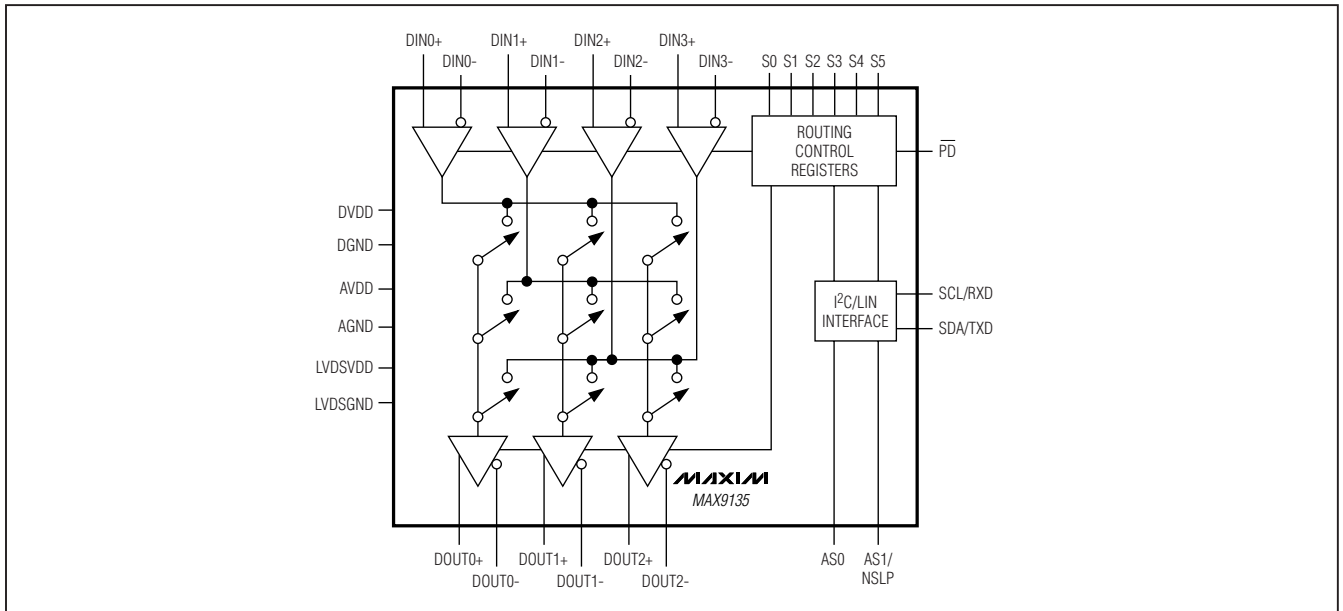 DIN0+ DIN1+ DIN2+ DIN3+
DIN0- DIN1- DIN2- DIN3- S0 S1 S2 S3 S4 S5
ROUTING
CONTROL
REGISTERS
PD
DVDD
DGND
AVDD
AGND
LVDSVDD
LVDSGND
I2C/LIN
INTERFACE
SCL/RXD
SDA/TXD
MAXIM
MAX9135
DOUT0+ DOUT1+ DOUT2+ AS0 AS1/
NSLP
DOUT0- DOUT1- DOUT2-